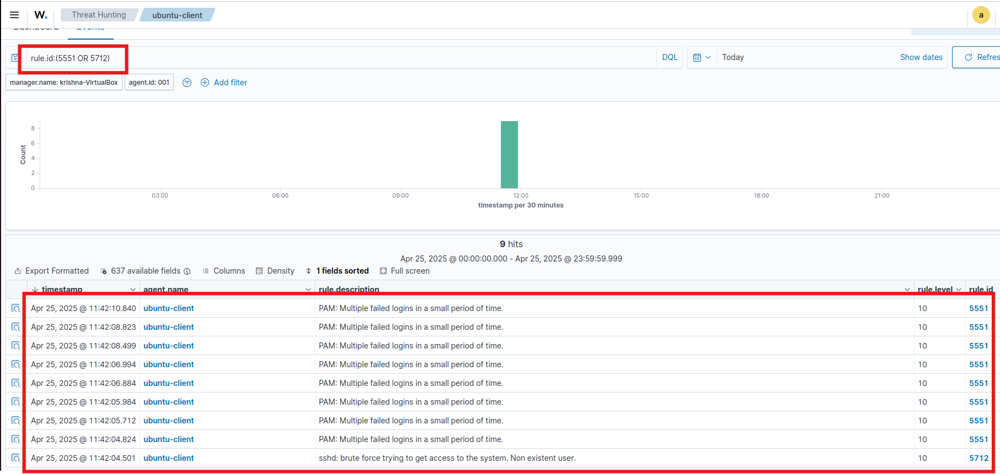 W. Threat Hunting ubuntu-client a
Dashboard Events
rule.id:(5551 OR 5712) DQL Today Show dates Refres
manager.name: krishna-VirtualBox agent.id: 001 Add filter
8
6
4
2
0
Count
03:00 06:00 09:00 12:00 15:00 18:00 21:00
timestamp per 30 minutes
9 hits
Apr 25, 2025 @ 00:00:00.000 - Apr 25, 2025 @ 23:59:59.999
Export Formatted 637 available fields Columns Density 1 fields sorted Full screen
timestamp agent.name rule.description rule.level rule.id
Apr 25, 2025 @ 11:42:10.840 ubuntu-client PAM: Multiple failed logins in a small period of time. 10 5551
Apr 25, 2025 @ 11:42:08.823 ubuntu-client PAM: Multiple failed logins in a small period of time. 10 5551
Apr 25, 2025 @ 11:42:08.499 ubuntu-client PAM: Multiple failed logins in a small period of time. 10 5551
Apr 25, 2025 @ 11:42:06.994 ubuntu-client PAM: Multiple failed logins in a small period of time. 10 5551
Apr 25, 2025 @ 11:42:06.884 ubuntu-client PAM: Multiple failed logins in a small period of time. 10 5551
Apr 25, 2025 @ 11:42:05.984 ubuntu-client PAM: Multiple failed logins in a small period of time. 10 5551
Apr 25, 2025 @ 11:42:05.712 ubuntu-client PAM: Multiple failed logins in a small period of time. 10 5551
Apr 25, 2025 @ 11:42:04.824 ubuntu-client PAM: Multiple failed logins in a small period of time. 10 5551
Apr 25, 2025 @ 11:42:04.501 ubuntu-client sshd: brute force trying to get access to the system. Non existent user. 10 5712